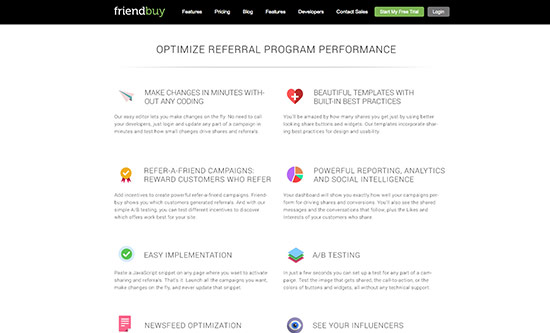 friendbuy
Features Pricing Blog Features Developers Contact Sales Start My Free Trial Login
OPTIMIZE REFERRAL PROGRAM PERFORMANCE
MAKE CHANGES IN MINUTES WITH-
OUT ANY CODING
Our easy editor lets you make changes on the fly. No need to call
your developers, just login and update any part of a campaign in
minutes and test how small changes drive shares and referrals.
BEAUTIFUL TEMPLATES WITH
BUILT-IN BEST PRACTICES
You'll be amazed by how many shares you get just by using better
looking share buttons and widgets. Our templates incorporate shar-
ing best practices for design and usability.
REFER-A-FRIEND CAMPAIGNS:
REWARD CUSTOMERS WHO REFER
Add incentives to create powerful refer-a-friend campaigns. Friend-
buy shows you which customers generated referrals. And with our
simple A/B testing, you can test different incentives to discover
which offers work best for your site.
POWERFUL REPORTING, ANALYTICS
AND SOCIAL INTELLIGENCE
Your dashboard will show you exactly how well your campaigns per-
form for driving shares and conversions. You'll also see the shared
messages and the conversations that follow, plus the Likes and
Interests of your customers who share.
EASY IMPLEMENTATION
Paste a JavaScript snippet on any page where you want to activate
sharing and referrals. That's it. Launch all the campaigns you want,
make changes on the fly, and never update that snippet.
A/B TESTING
In just a few seconds you can set up a test for any part of a cam-
paign. Test the image that gets shared, the call-to-action, or the
colors of buttons and widgets, all without any technical support.
NEWSFEED OPTIMIZATION
SEE YOUR INFLUENCERS